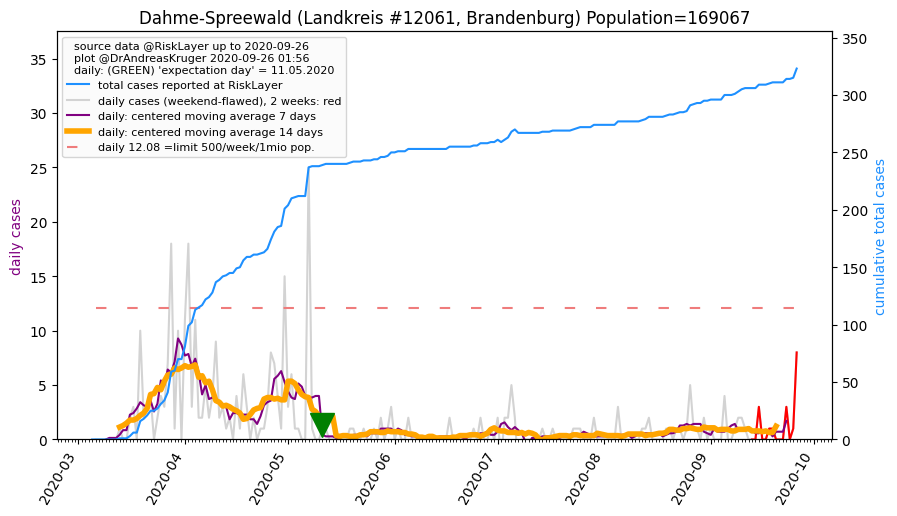 Dahme-Spreewald (Landkreis #12061, Brandenburg) Population=169067
source data @RiskLayer up to 2020-09-26
plot @DrAndreasKruger 2020-09-26 01:56
daily: (GREEN) 'expectation day' = 11.05.2020
total cases reported at RiskLayer
daily cases (weekend-flawed), 2 weeks: red
daily: centered moving average 7 days
daily: centered moving average 14 days
daily 12.08 =limit 500/week/1mio pop.
daily cases
35
30
25
20
15
10
5
0
cumulative total cases
350
300
250
200
150
100
50
0
2020-03
2020-04
2020-05
2020-06
2020-07
2020-08
2020-09
2020-10